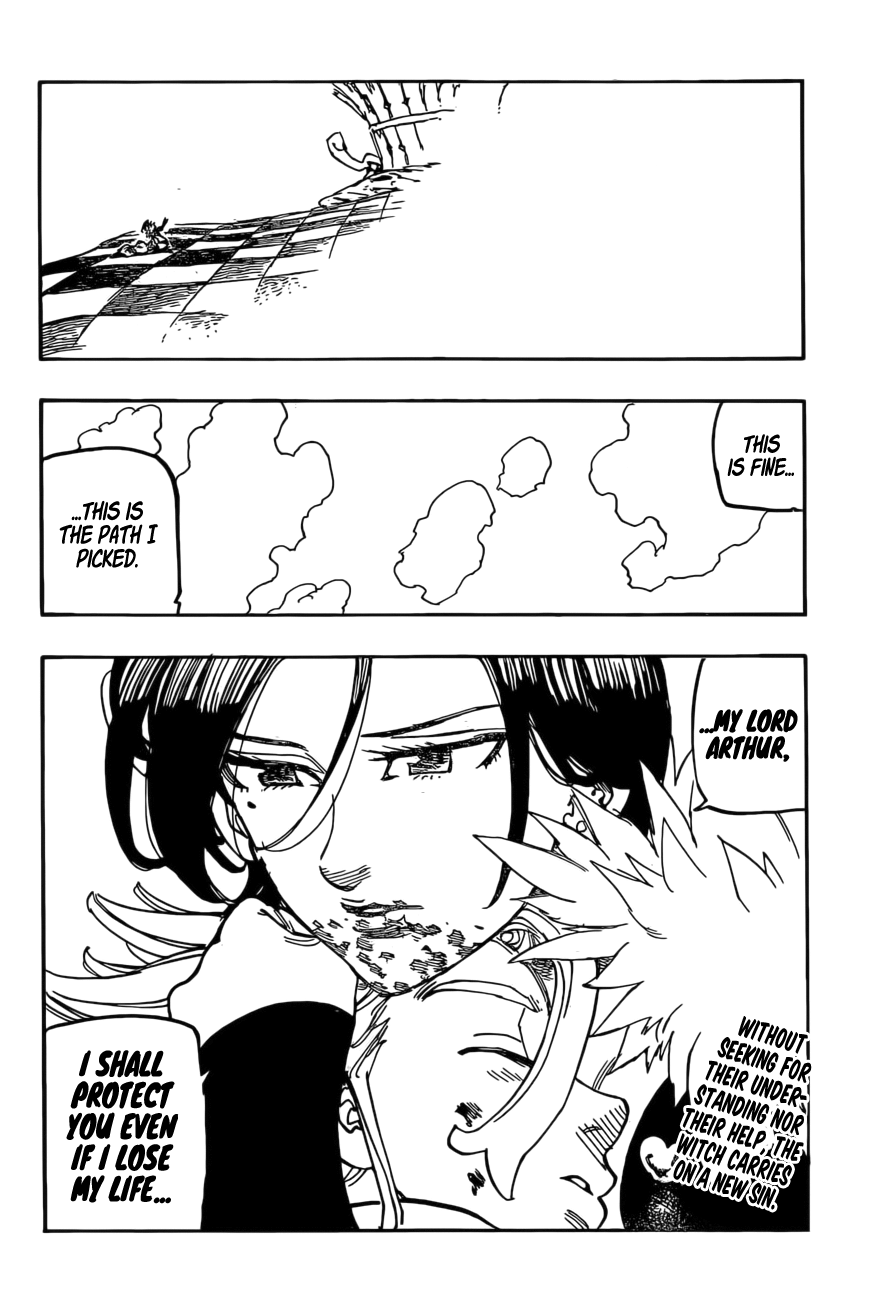 THIS
IS FINE...
...THIS IS
THE PATH I
PICKED.
...MY LORD
ARTHUR,
I SHALL
PROTECT
YOU EVEN
IF I LOSE
MY LIFE...
WITHOUT
SEEKING FOR
THEIR UNDER-
STANDING NOR
THEIR HELP, THE
WITCH CARRIES
ON A NEW SIN.